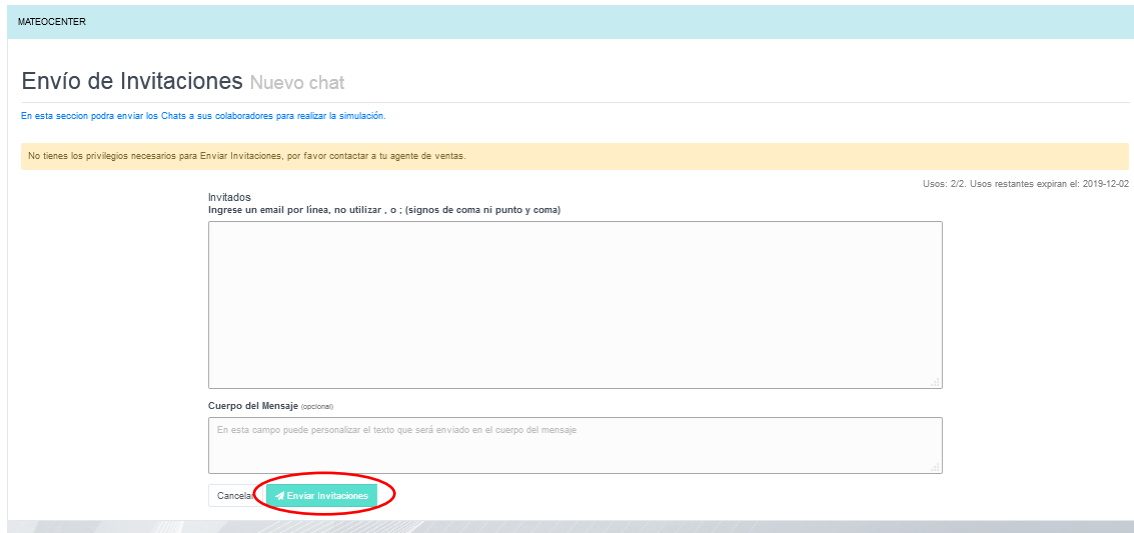 MATEOCENTER
Envío de Invitaciones Nuevo chat
En esta seccion podra enviar los Chats a sus colaboradores para realizar la simulación.
No tienes los privilegios necesarios para Enviar Invitaciones, por favor contactar a tu agente de ventas.
Usos: 2/2. Usos restantes expiran el: 2019-12-02
Invitados
Ingrese un email por línea, no utilizar , o ; (signos de coma ni punto y coma)
Cuerpo del Mensaje (opcional)
En esta campo puede personalizar el texto que será enviado en el cuerpo del mensaje
Cancelar Enviar Invitaciones